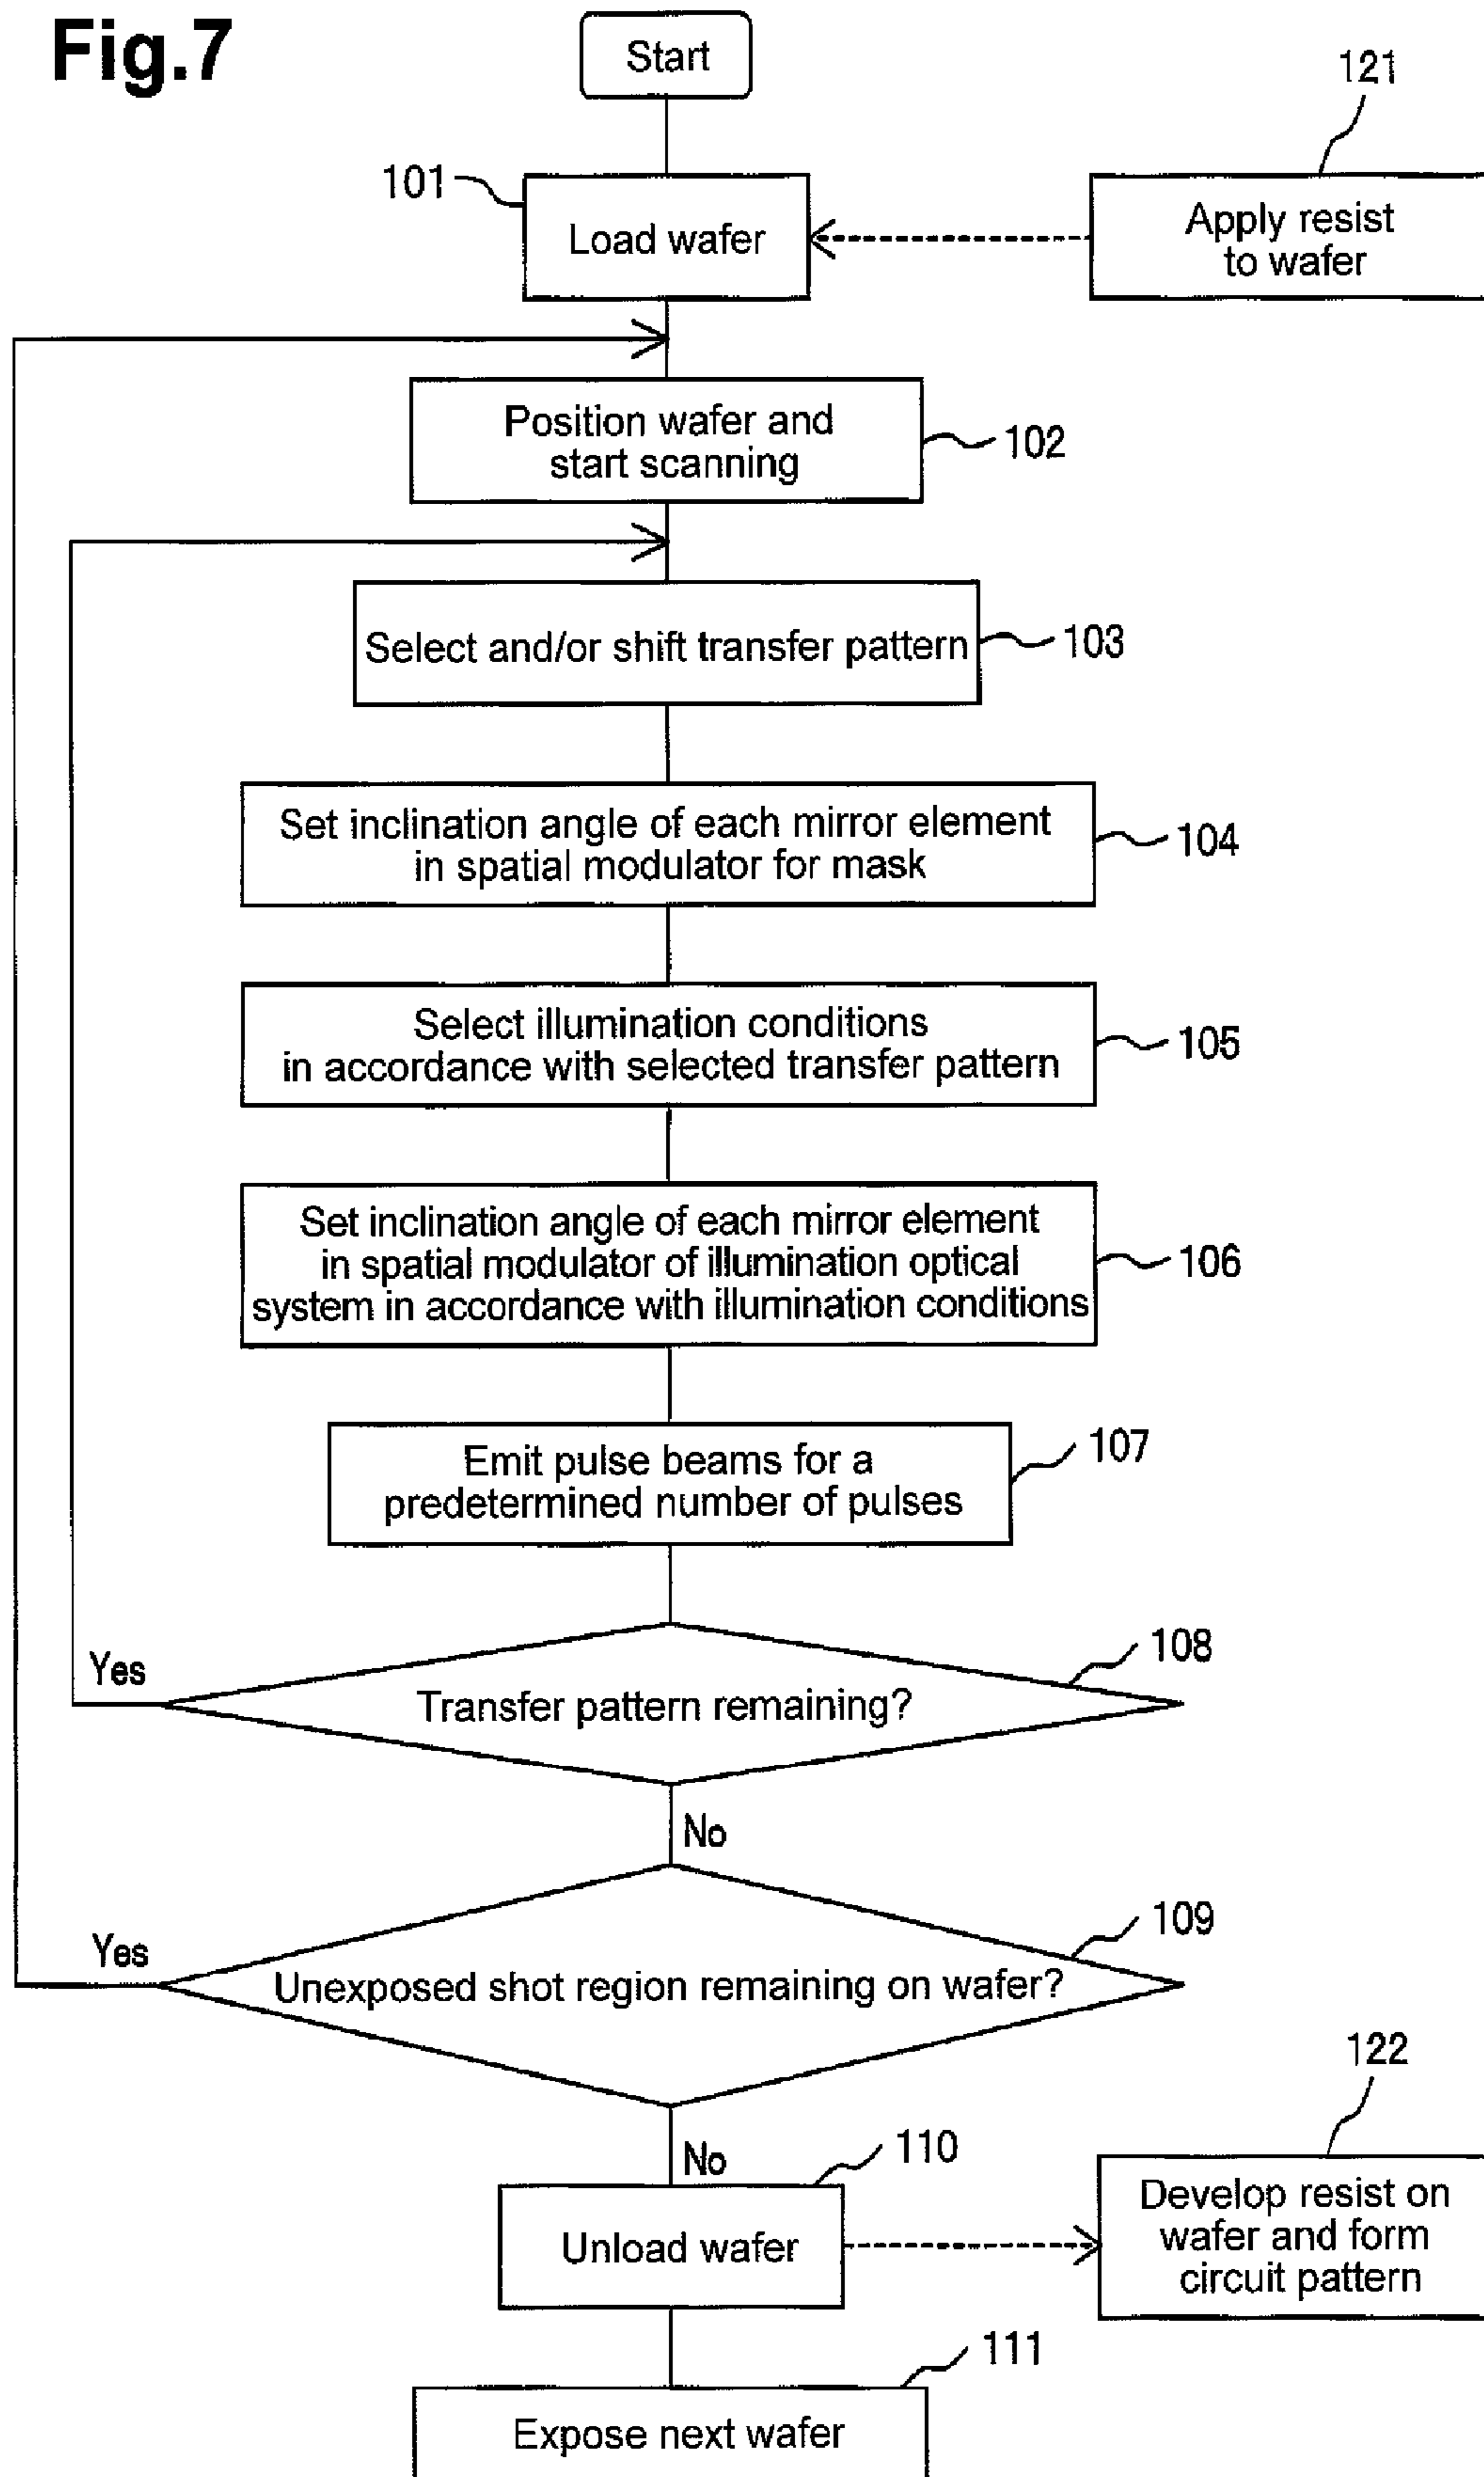 Fig.7
Start
121
101
Load wafer
Apply resist
to wafer
Position wafer and
start scanning
102
Select and/or shift transfer pattern
103
Set inclination angle of each mirror element
in spatial modulator for mask
104
Select illumination conditions
in accordance with selected transfer pattern
105
Set inclination angle of each mirror element
in spatial modulator of illumination optical
system in accordance with illumination conditions
106
Emit pulse beams for a
predetermined number of pulses
107
108
Yes
Transfer pattern remaining?
No
109
Yes
Unexposed shot region remaining on wafer?
122
No
110
Unload wafer
Develop resist on
wafer and form
circuit pattern
111
Expose next wafer